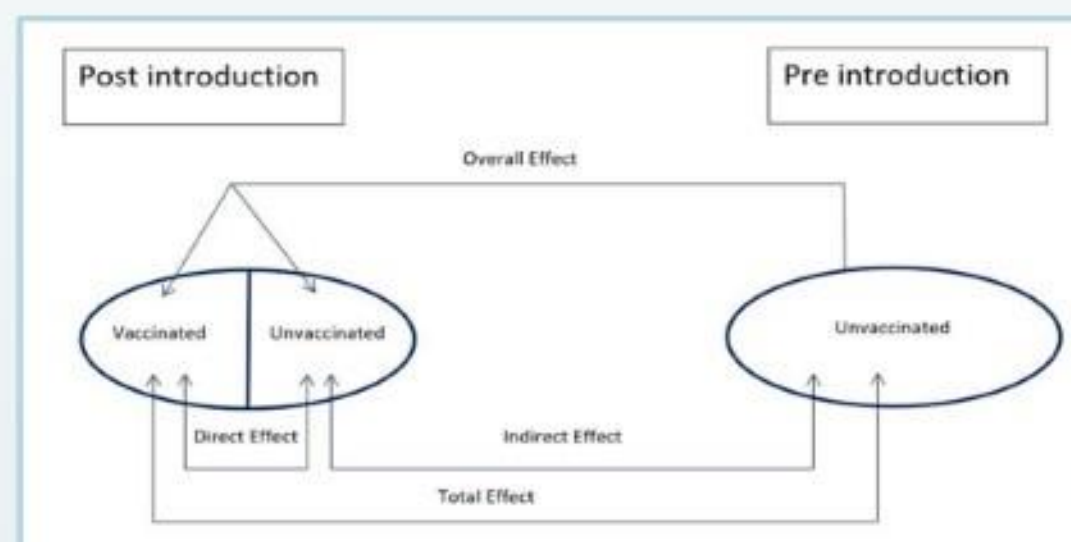 Post introduction
Pre introduction
Overall Effect
Vaccinated
Unvaccinated
Unvaccinated
Direct Effect
Indirect Effect
Total Effect